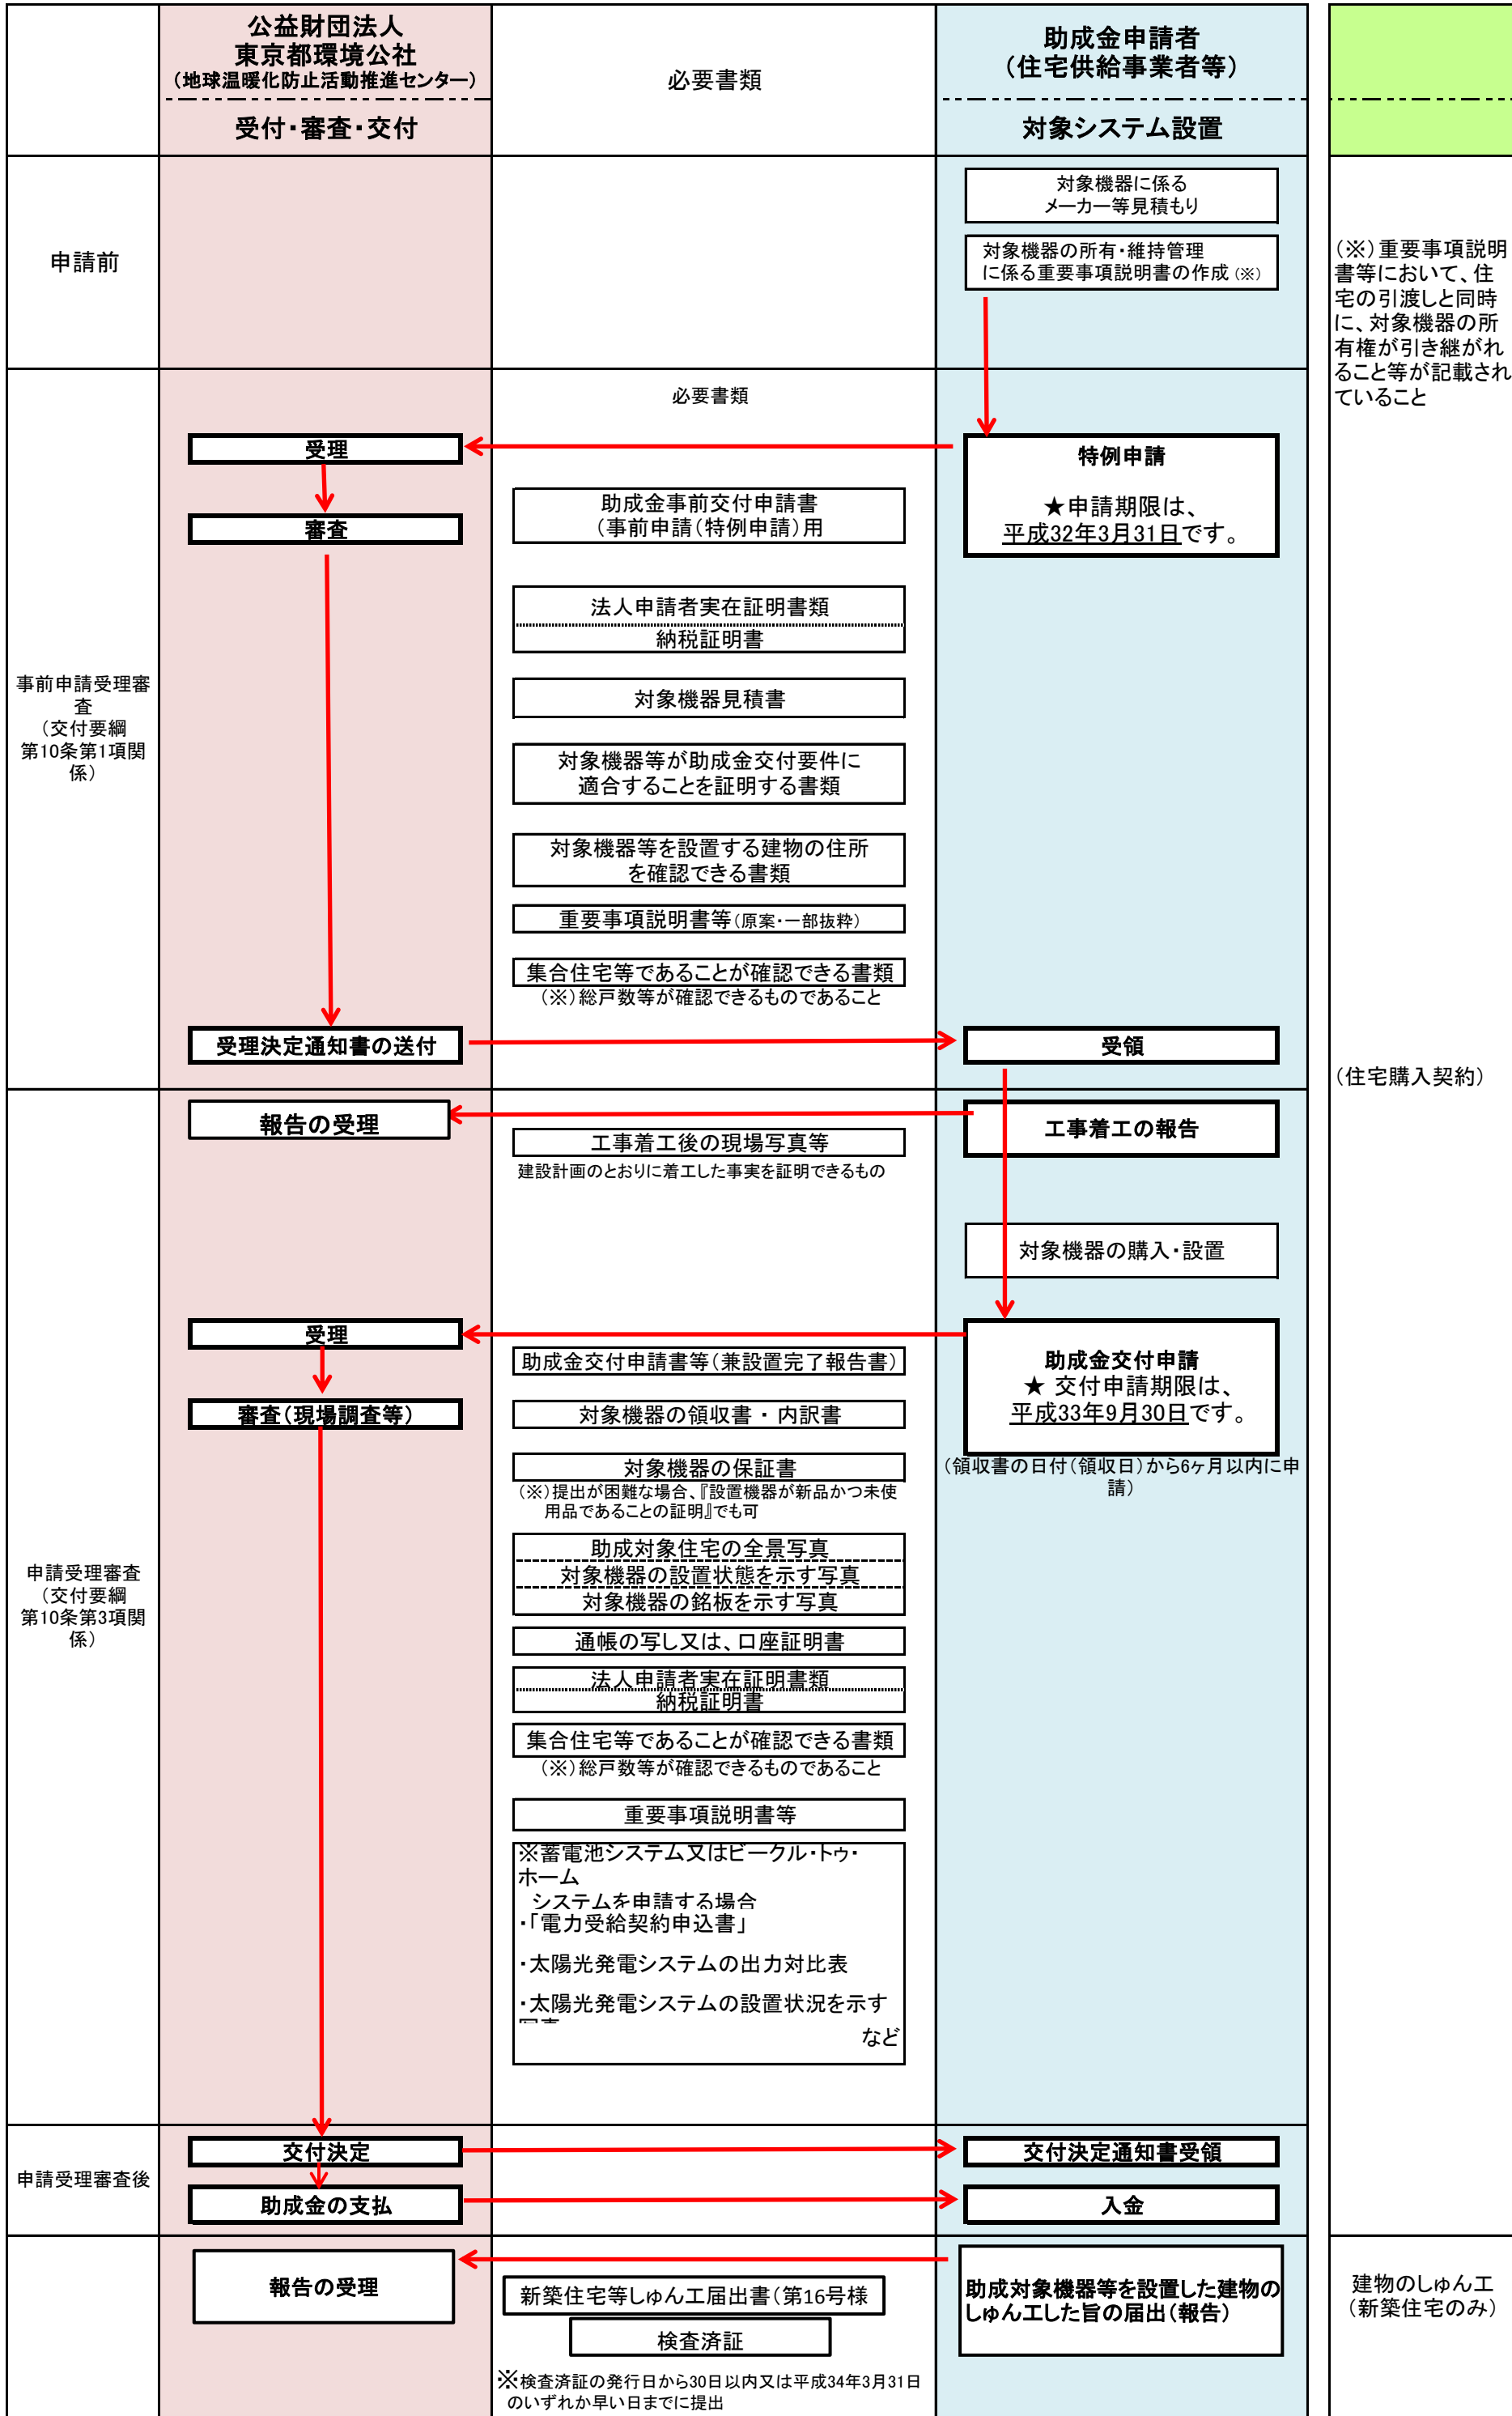 公益財団法人
東京都環境公社
(地球温暖化防止活動推進センター)
受付・審査・交付
必要書類
助成金申請者
(住宅供給事業者等)
対象システム設置
申請前
対象機器に係る
メーカー等見積もり
対象機器の所有・維持管理
に係る重要事項説明書の作成(※)
(※)重要事項説明
書等において、住
宅の引渡しと同時
に、対象機器の所
有権が引き継がれ
ること等が記載され
ていること
事前申請受理審
査
(交付要綱
第10条第1項関
係)
必要書類
受理
審査
特例申請
★申請期限は、
平成32年3月31日です。
助成金事前交付申請書
(事前申請(特例申請)用
法人申請者実在証明書類
納税証明書
対象機器見積書
対象機器等が助成金交付要件に
適合することを証明する書類
対象機器等を設置する建物の住所
を確認できる書類
重要事項説明書等(原案・一部抜粋)
集合住宅等であることが確認できる書類
(※)総戸数等が確認できるものであること
受理決定通知書の送付
受領
(住宅購入契約)
申請受理審査
(交付要綱
第10条第3項関
係)
報告の受理
工事着工後の現場写真等
建設計画のとおりに着工した事実を証明できるもの
工事着工の報告
対象機器の購入・設置
受理
審査(現場調査等)
助成金交付申請
★ 交付申請期限は、
平成33年9月30日です。
(領収書の日付(領収日)から6ヶ月以内に申
請)
助成金交付申請書等(兼設置完了報告書)
対象機器の領収書 ・ 内訳書
対象機器の保証書
(※)提出が困難な場合、『設置機器が新品かつ未使
用品であることの証明』でも可
助成対象住宅の全景写真
対象機器の設置状態を示す写真
対象機器の銘板を示す写真
通帳の写し又は、口座証明書
法人申請者実在証明書類
納税証明書
集合住宅等であることが確認できる書類
(※)総戸数等が確認できるものであること
重要事項説明書等
※蓄電池システム又はビークル・トゥ・
ホーム
システムを申請する場合
・「電力受給契約申込書」
・太陽光発電システムの出力対比表
・太陽光発電システムの設置状況を示す
など
申請受理審査後
交付決定
交付決定通知書受領
助成金の支払
入金
報告の受理
新築住宅等しゅん工届出書(第16号様
検査済証
※検査済証の発行日から30日以内又は平成34年3月31日
のいずれか早い日までに提出
助成対象機器等を設置した建物の
しゅん工した旨の届出(報告)
建物のしゅん工
(新築住宅のみ)